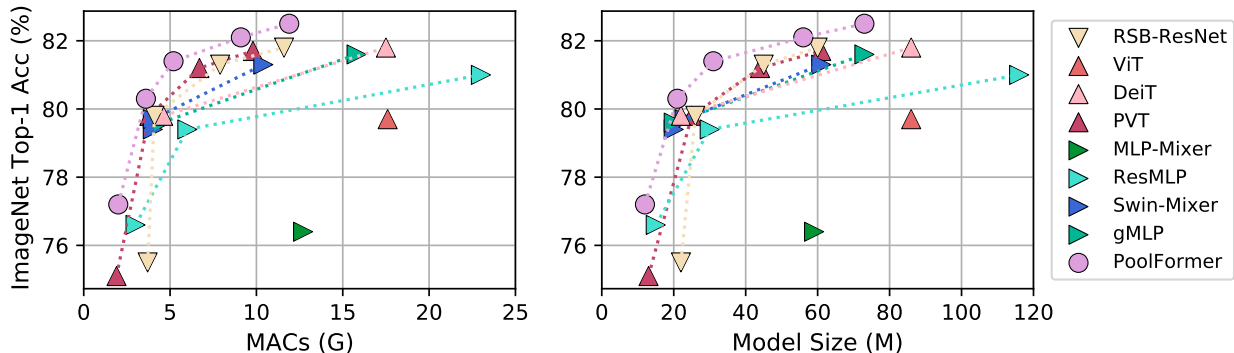 ImageNet Top-1 Acc (%)
82
80
78
76
0 5 10 15 20 25
MACs (G)
82
80
78
76
0 20 40 60 80 100 120
Model Size (M)
RSB-ResNet
ViT
DeiT
PVT
MLP-Mixer
ResMLP
Swin-Mixer
gMLP
PoolFormer